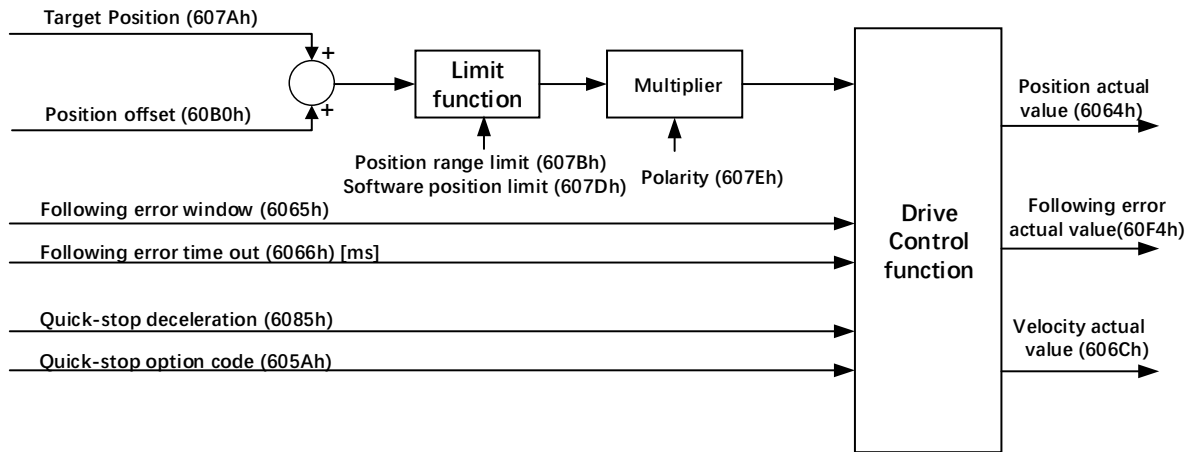 Target Position (607Ah)
+
+
Position offset (60B0h)
Limit
function
Multiplier
Position range limit (607Bh)
Software position limit (607Dh)
Polarity (607Eh)
Following error window (6065h)
Following error time out (6066h) [ms]
Quick-stop deceleration (6085h)
Quick-stop option code (605Ah)
Drive
Control
function
Position actual
value (6064h)
Following error
actual value(60F4h)
Velocity actual
value (606Ch)